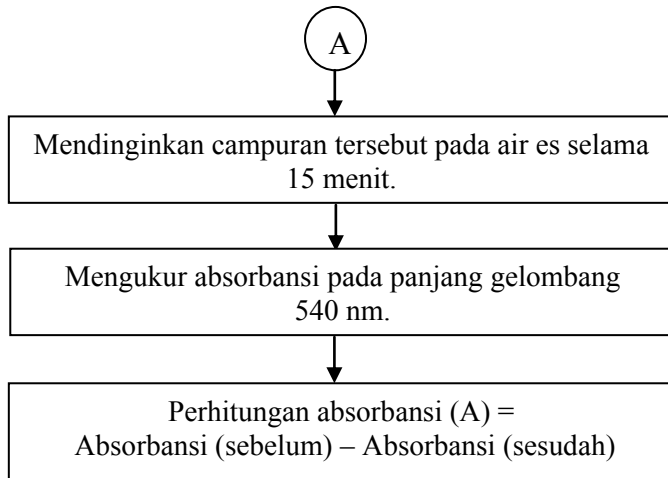 A
Mendinginkan campuran tersebut pada air es selama
15 menit.
Mengukur absorbansi pada panjang gelombang
540 nm.
Perhitungan absorbansi (A) =
Absorbansi (sebelum) – Absorbansi (sesudah)